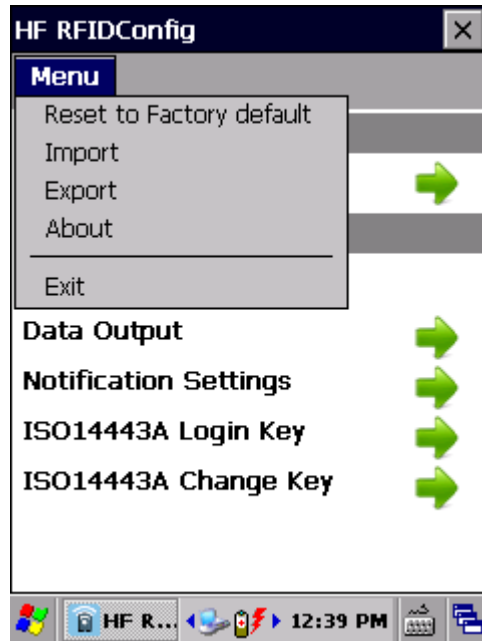 HF RFIDConfig
Menu
Reset to Factory default
Import
Export
About
Exit
Data Output
Notification Settings
ISO14443A Login Key
ISO14443A Change Key
HF R... 12:39 PM